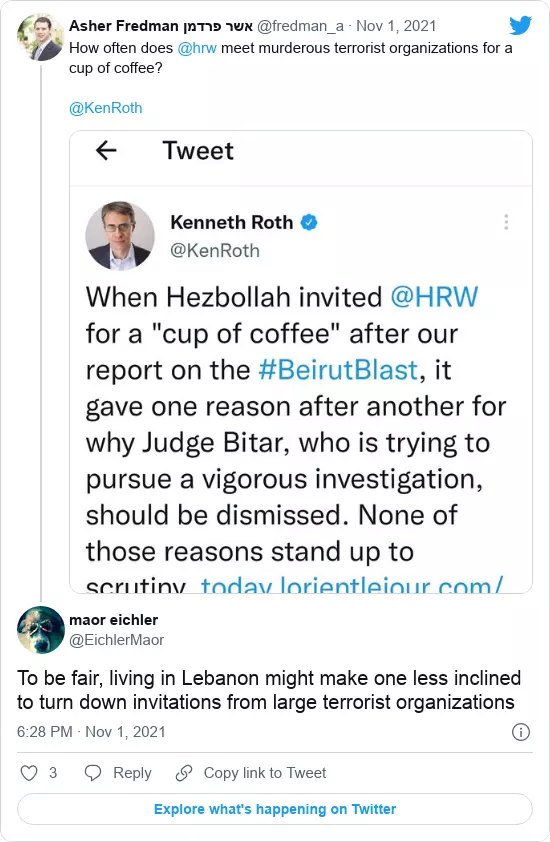 Asher Fredman אשר פרדמן @fredman_a · Nov 1, 2021
How often does @hrw meet murderous terrorist organizations for a
cup of coffee?
@KenRoth
← Tweet
Kenneth Roth
@KenRoth
When Hezbollah invited @HRW
for a "cup of coffee" after our
report on the #BeirutBlast, it
gave one reason after another for
why Judge Bitar, who is trying to
pursue a vigorous investigation,
should be dismissed. None of
those reasons stand up to
scrutiny. today.lorientlejour.com/
maor eichler
@EichlerMaor
To be fair, living in Lebanon might make one less inclined
to turn down invitations from large terrorist organizations
6:28 PM · Nov 1, 2021
3 Reply Copy link to Tweet
Explore what's happening on Twitter